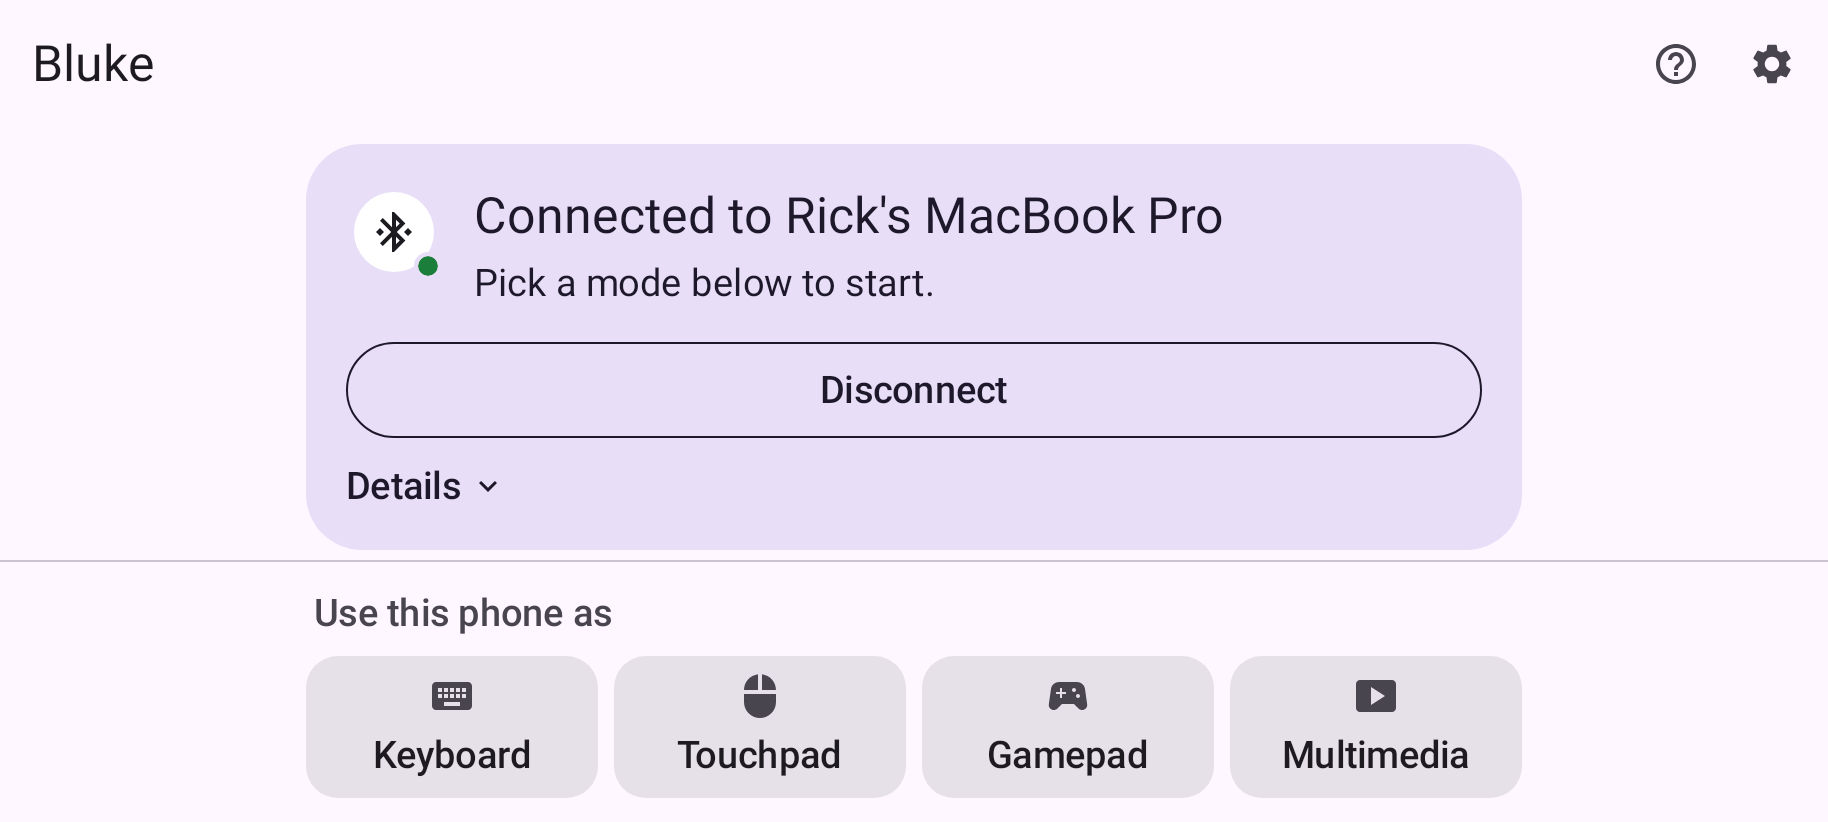 Bluke
Connected to Rick's MacBook Pro
Pick a mode below to start.
Disconnect
Details
Use this phone as
Keyboard
Touchpad
Gamepad
Multimedia